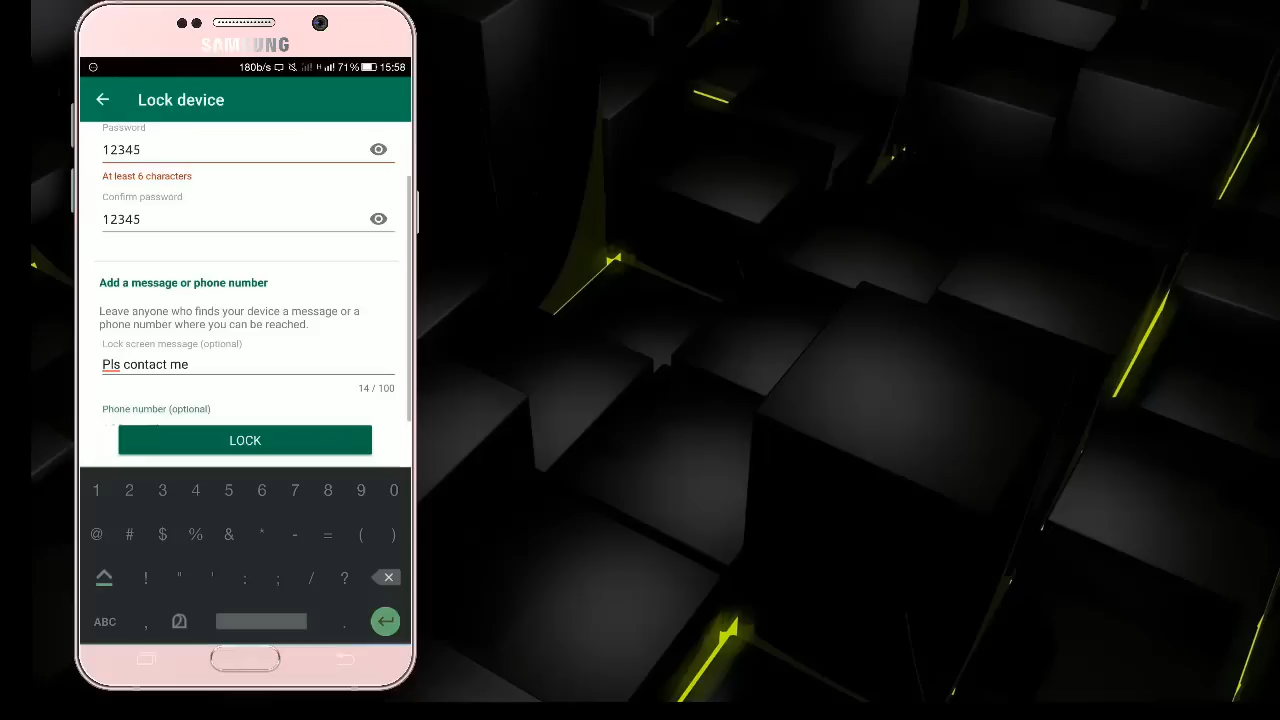 SAMSUNG
180b/s 71% 15:58
Lock device
Password
12345
At least 6 characters
Confirm password
12345
Add a message or phone number
Leave anyone who finds your device a message or a
phone number where you can be reached.
Lock screen message (optional)
Pls contact me
14 / 100
Phone number (optional)
LOCK
1 2 3 4 5 6 7 8 9 0
@ # $ % & * - = ( )
! " ' : ; / ?
ABC , .